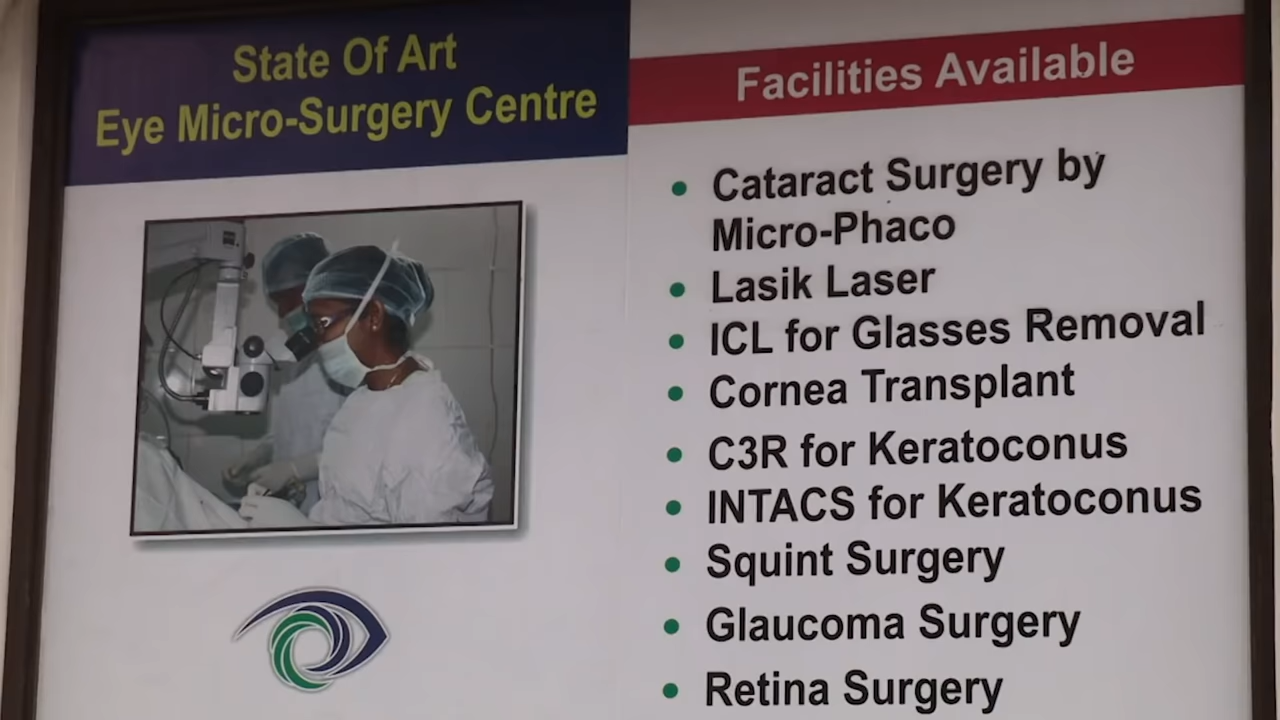 State Of Art
Eye Micro-Surgery Centre
Facilities Available
• Cataract Surgery by
Micro-Phaco
• Lasik Laser
• ICL for Glasses Removal
• Cornea Transplant
• C3R for Keratoconus
• INTACS for Keratoconus
• Squint Surgery
• Glaucoma Surgery
• Retina Surgery